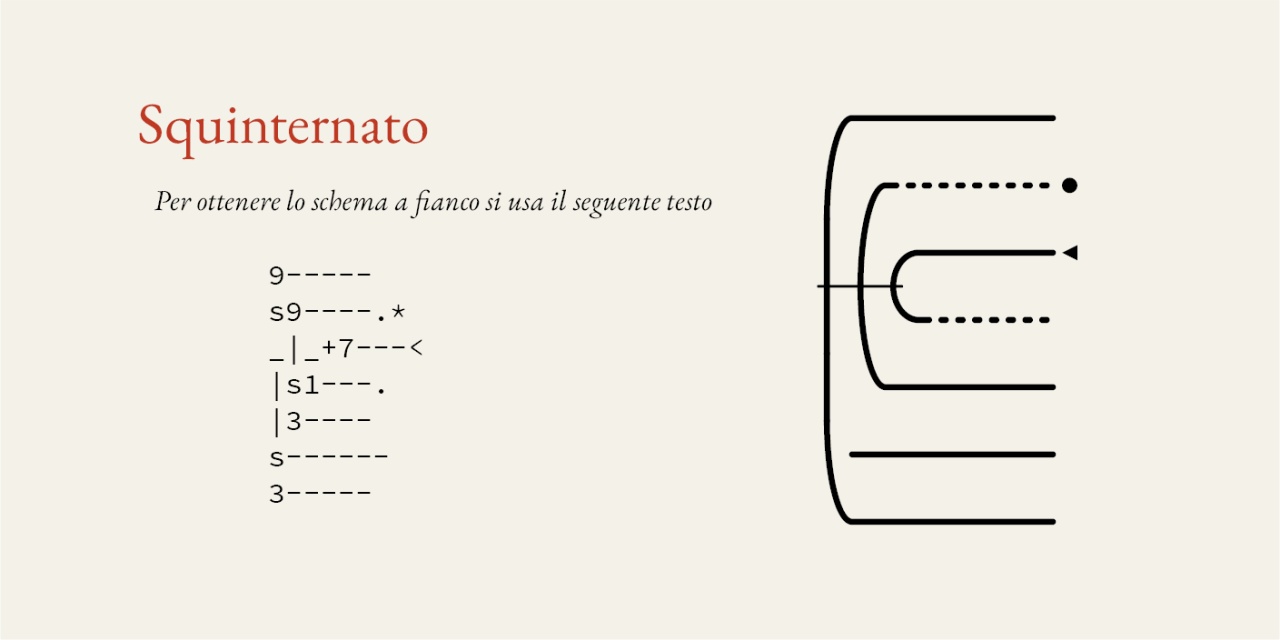 Squinternato
Per ottenere lo schema a fianco si usa il seguente testo
9-----
s9----.*
_|_+7---<
|s1---.
|3----
s------
3-----